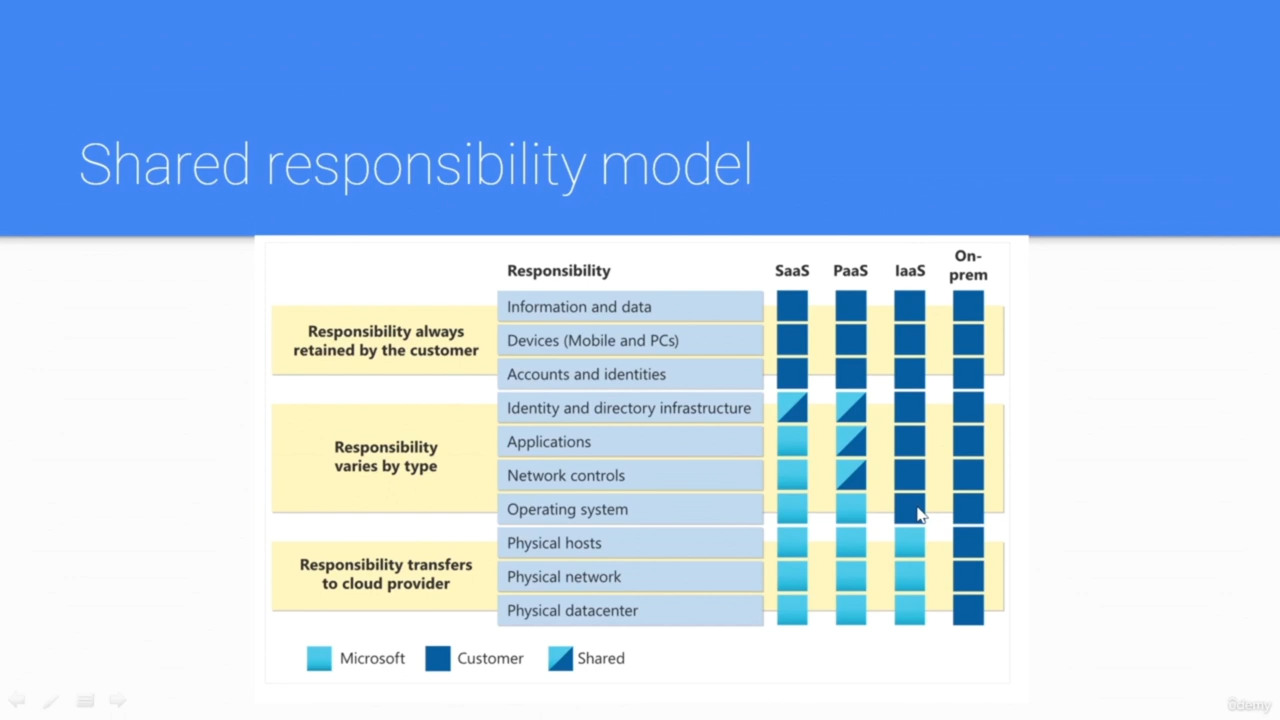 Shared responsibility model
Responsibility SaaS PaaS IaaS On-
prem
Responsibility always
retained by the customer
Information and data
Devices (Mobile and PCs)
Accounts and identities
Responsibility
varies by type
Identity and directory infrastructure
Applications
Network controls
Operating system
Responsibility transfers
to cloud provider
Physical hosts
Physical network
Physical datacenter
Microsoft Customer Shared
ûdemy